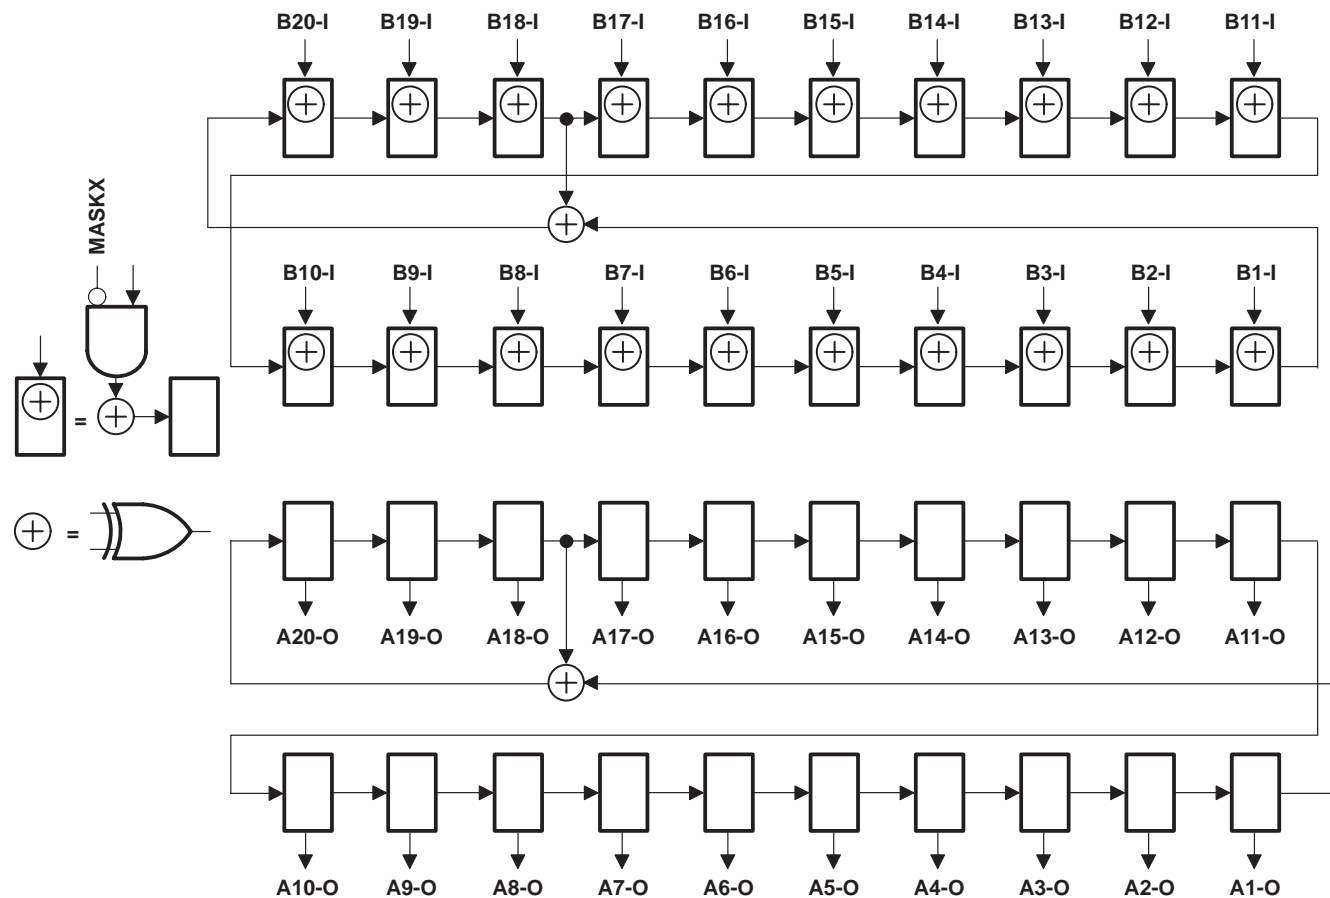 B20-I B19-I B18-I B17-I B16-I B15-I B14-I B13-I B12-I B11-I
MASKX
B10-I B9-I B8-I B7-I B6-I B5-I B4-I B3-I B2-I B1-I
=
=
A20-O A19-O A18-O A17-O A16-O A15-O A14-O A13-O A12-O A11-O
A10-O A9-O A8-O A7-O A6-O A5-O A4-O A3-O A2-O A1-O